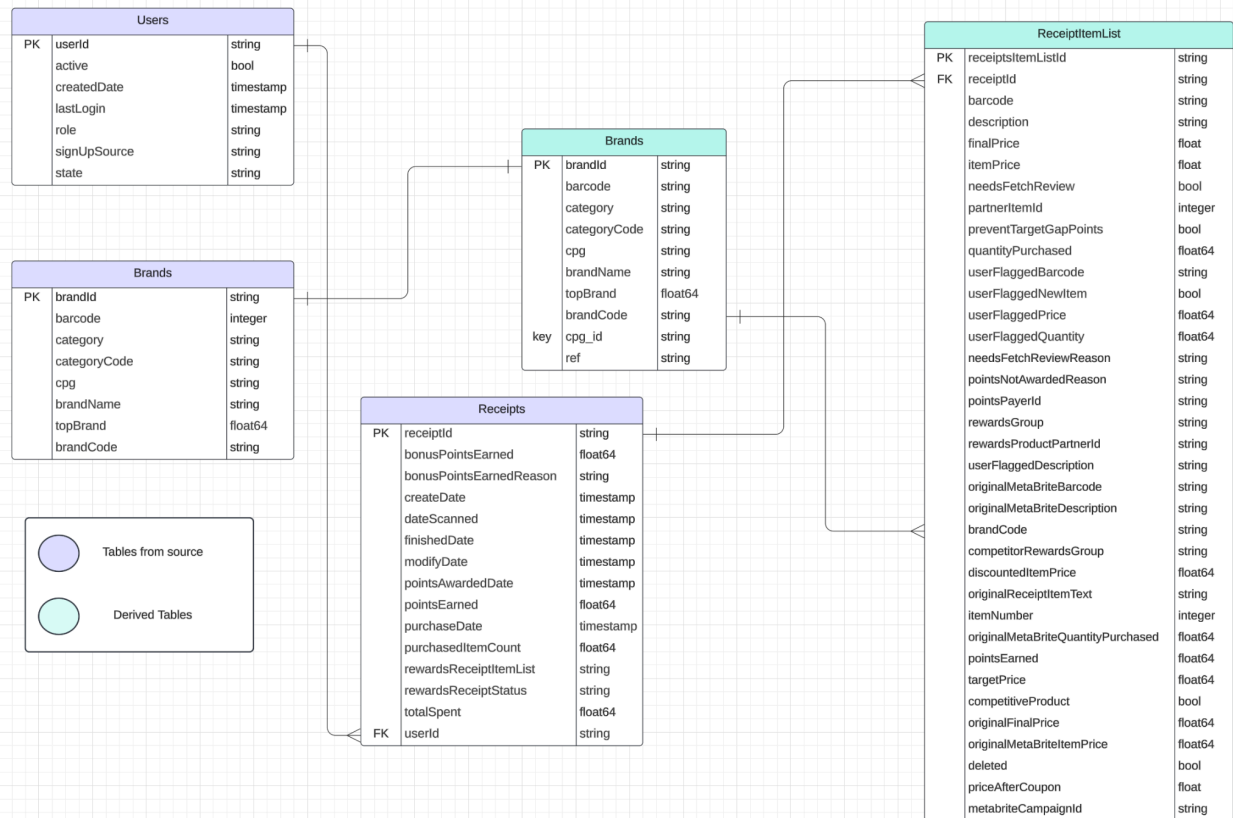 Users
PK userId string
active bool
createdDate timestamp
lastLogin timestamp
role string
signUpSource string
state string
Brands
PK brandId string
barcode integer
category string
categoryCode string
cpg string
brandName string
topBrand float64
brandCode string
Tables from source
Derived Tables
Brands
PK brandId string
barcode string
category string
categoryCode string
cpg string
brandName string
topBrand float64
brandCode string
key cpg_id string
ref string
Receipts
PK receiptId string
bonusPointsEarned float64
bonusPointsEarnedReason string
createDate timestamp
dateScanned timestamp
finishedDate timestamp
modifyDate timestamp
pointsAwardedDate timestamp
pointsEarned float64
purchaseDate timestamp
purchasedItemCount float64
rewardsReceiptItemList string
rewardsReceiptStatus string
totalSpent float64
FK userId string
ReceiptItemList
PK receiptsItemListId string
FK receiptId string
barcode string
description string
finalPrice float
itemPrice float
needsFetchReview bool
partnerItemId integer
preventTargetGapPoints bool
quantityPurchased float64
userFlaggedBarcode string
userFlaggedNewItem bool
userFlaggedPrice float64
userFlaggedQuantity float64
needsFetchReviewReason string
pointsNotAwardedReason string
pointsPayerId string
rewardsGroup string
rewardsProductPartnerId string
userFlaggedDescription string
originalMetaBriteBarcode string
originalMetaBriteDescription string
brandCode string
competitorRewardsGroup string
discountedItemPrice float64
originalReceiptItemText string
itemNumber integer
originalMetaBriteQuantityPurchased float64
pointsEarned float64
targetPrice float64
competitiveProduct bool
originalFinalPrice float64
originalMetaBriteItemPrice float64
deleted bool
priceAfterCoupon float
metabriteCampaignId string